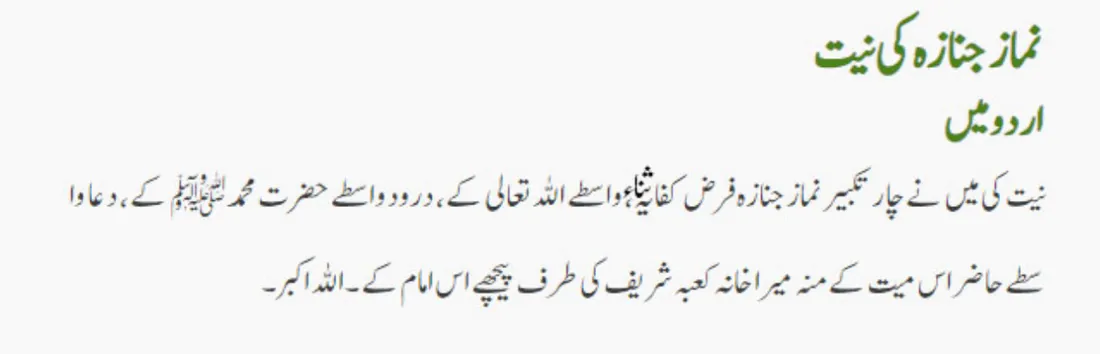 نماز جنازہ کی نیت
اردو میں
نیت کی میں نے چار تکبیر نماز جنازہ فرض کفایہ ثناء واسطے اللہ تعالی کے، درود واسطے حضرت محمد ﷺ کے، دعا وا
سطے حاضر اس میت کے منہ میرا خانہ کعبہ شریف کی طرف پیچھے اس امام کے۔ اللہ اکبر۔